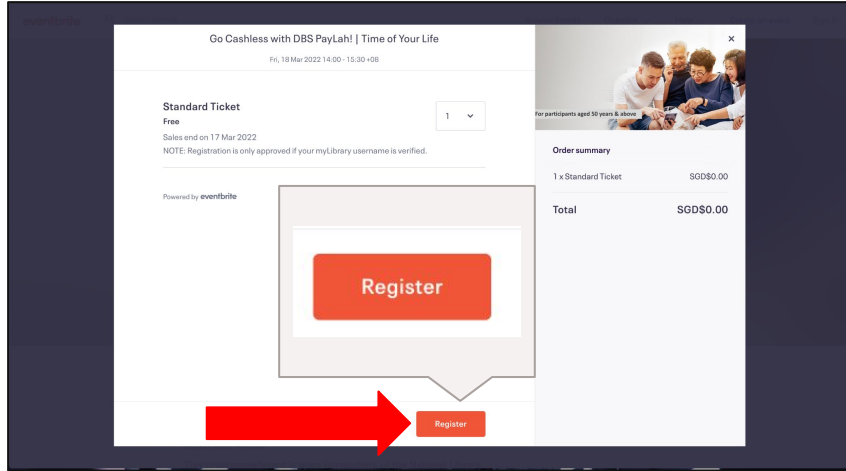 eventbrite
Go Cashless with DBS PayLah! | Time of Your Life
Fri, 18 Mar 2022 14:00 - 15:30 +08
Standard Ticket
Free
1
Sales end on 17 Mar 2022
NOTE: Registration is only approved if your myLibrary username is verified.
Powered by eventbrite
Register
Register
×
For participants aged 50 years & above
Order summary
1 x Standard Ticket SGD$0.00
Total SGD$0.00